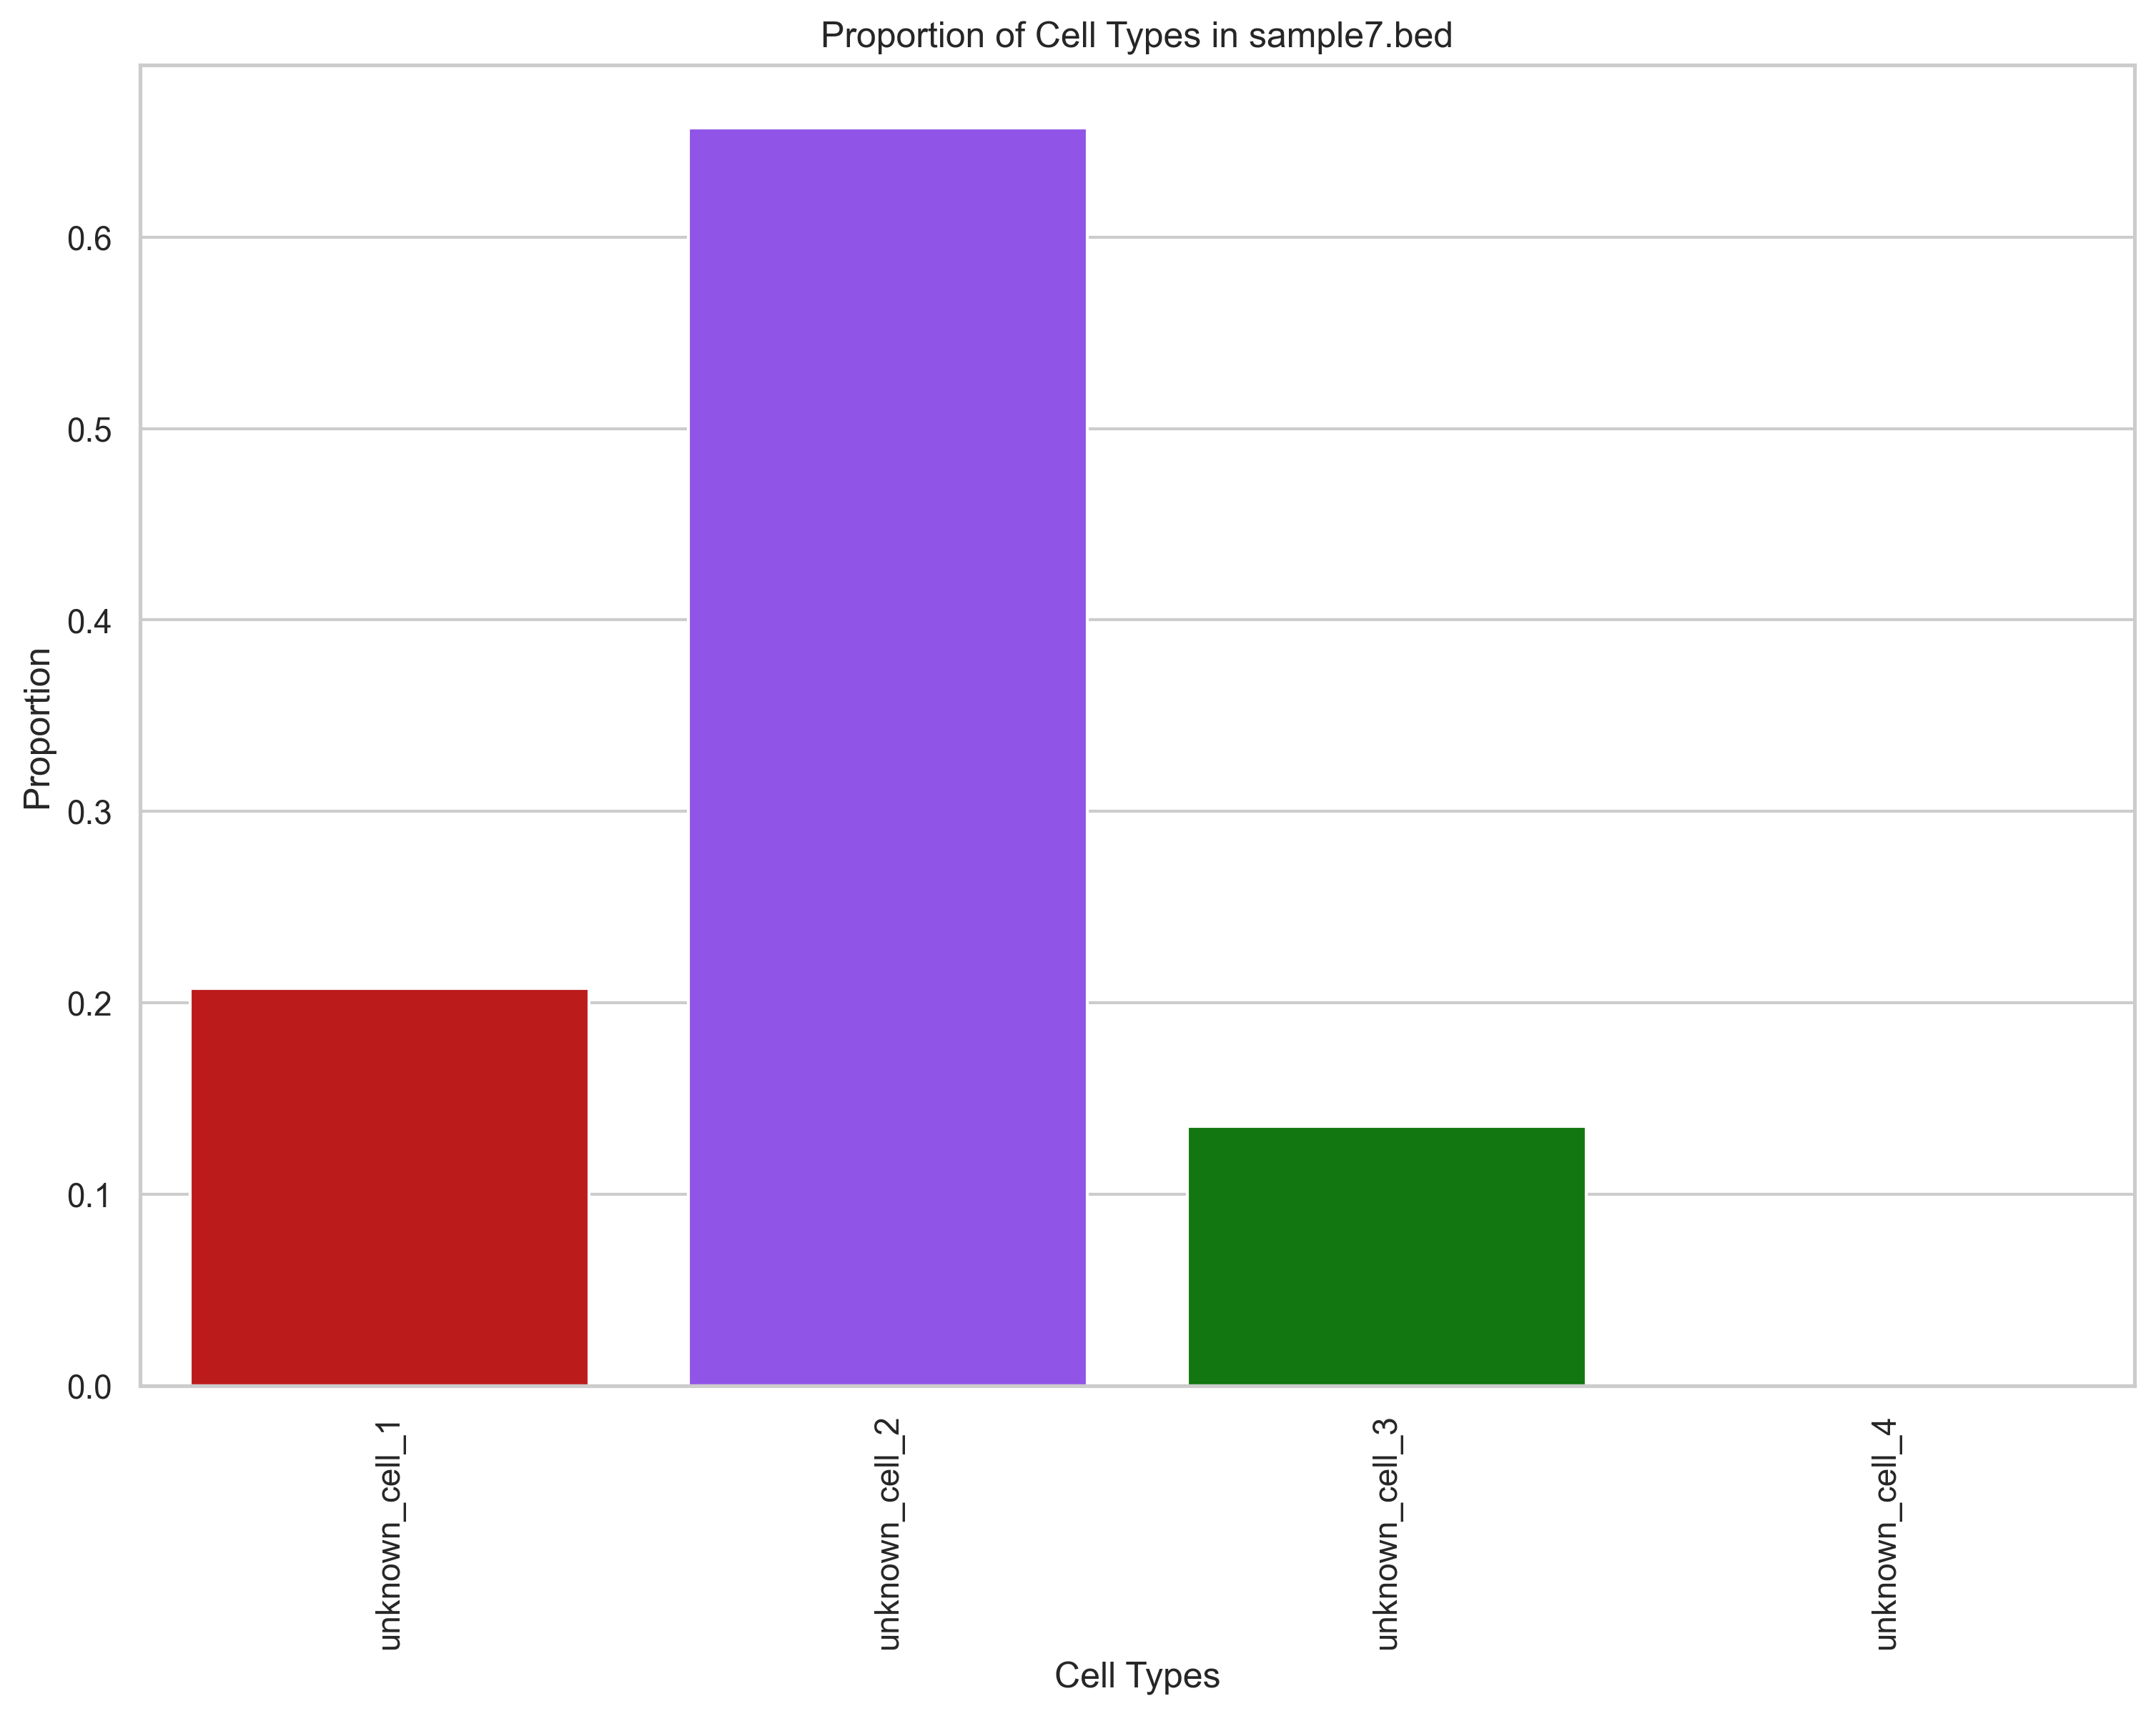 Proportion of Cell Types in sample7.bed
Proportion
0.6
0.5
0.4
0.3
0.2
0.1
0.0
unknown_cell_1
unknown_cell_2
unknown_cell_3
unknown_cell_4
Cell Types